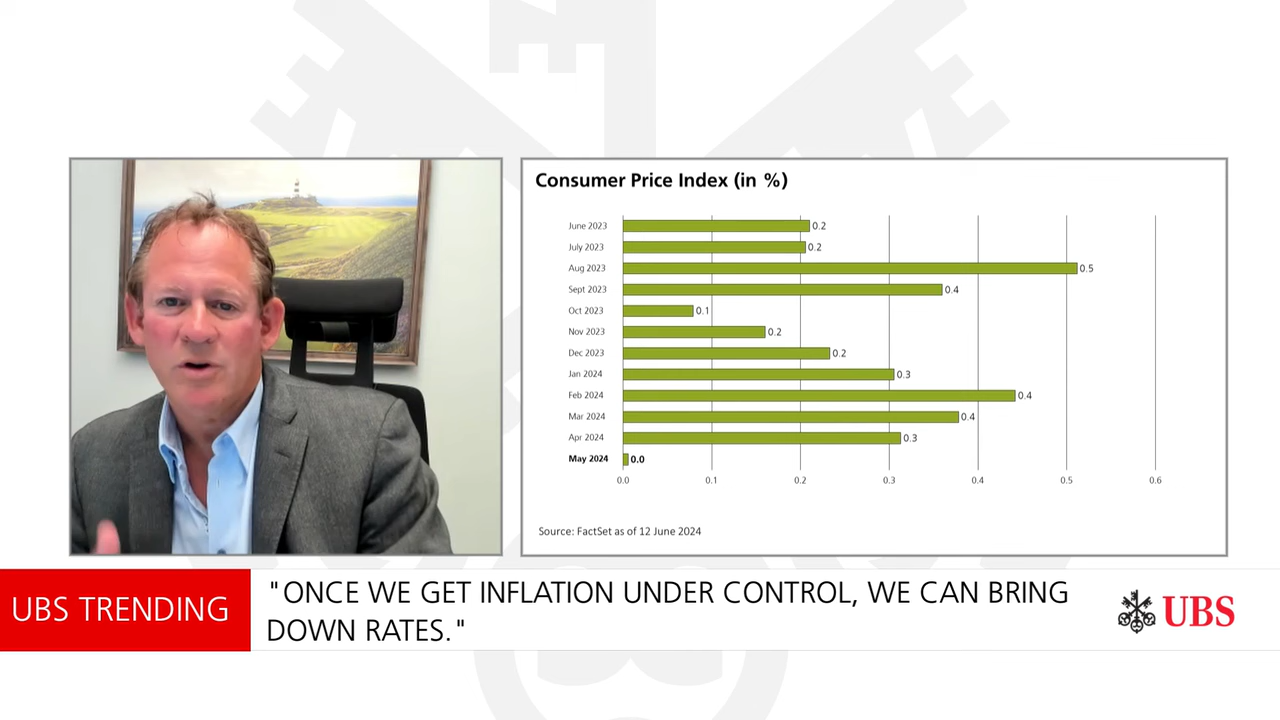 Consumer Price Index (in %)
June 2023 0.2
July 2023 0.2
Aug 2023 0.5
Sept 2023 0.4
Oct 2023 0.1
Nov 2023 0.2
Dec 2023 0.2
Jan 2024 0.3
Feb 2024 0.4
Mar 2024 0.4
Apr 2024 0.3
May 2024 0.0
0.0 0.1 0.2 0.3 0.4 0.5 0.6
Source: FactSet as of 12 June 2024
UBS TRENDING
"ONCE WE GET INFLATION UNDER CONTROL, WE CAN BRING
DOWN RATES."
UBS